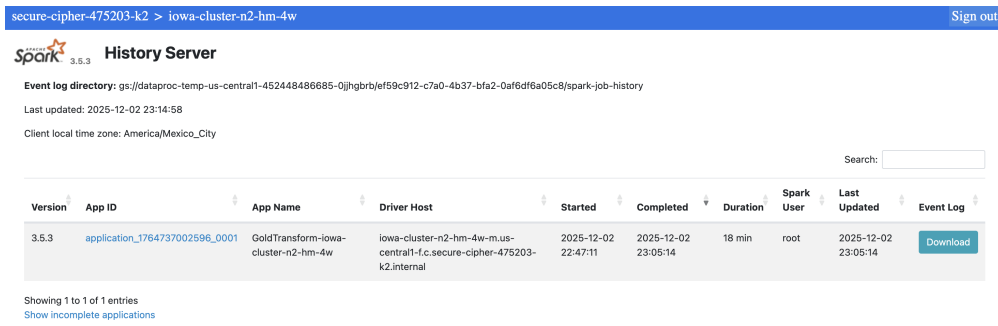 secure-cipher-475203-k2 > iowa-cluster-n2-hm-4w Sign out
APACHE Spark 3.5.3 History Server
Event log directory: gs://dataproc-temp-us-central1-452448486685-0jjhgbrb/ef59c912-c7a0-4b37-bfa2-0af6df6a05c8/spark-job-history
Last updated: 2025-12-02 23:14:58
Client local time zone: America/Mexico_City
Search:
Version App ID App Name Driver Host Started Completed Duration Spark User Last Updated Event Log
3.5.3 application_1764737002596_0001 GoldTransform-iowa- iowa-cluster-n2-hm-4w-m.us- 2025-12-02 2025-12-02 18 min root 2025-12-02 Download
cluster-n2-hm-4w central1-f.c.secure-cipher-475203- 22:47:11 23:05:14 23:05:14
k2.internal
Showing 1 to 1 of 1 entries
Show incomplete applications